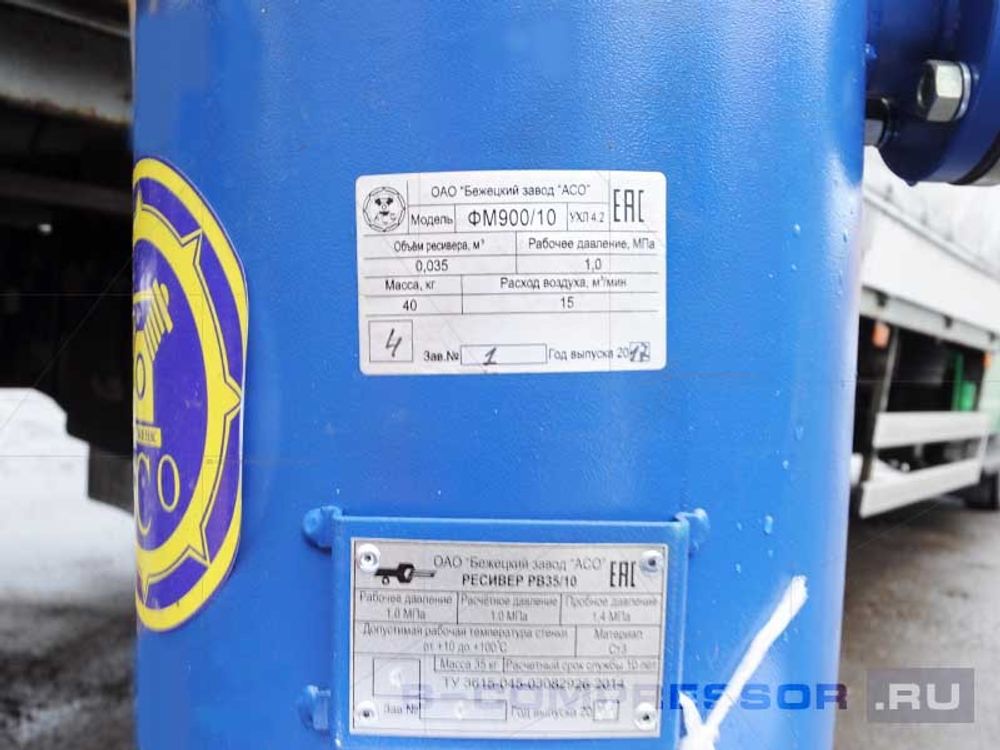 ОАО "Бежецкий завод "АСО"
Модель ФМ900/10 УХЛ 4.2 ЕАС
Объём ресивера, м³ Рабочее давление, МПа
0,035 1,0
Масса, кг Расход воздуха, м³/мин
40 15
4 Зав.№ 1 Год выпуска 2017
АСО
ОАО "Бежецкий завод "АСО" ЕАС
РЕСИВЕР РВ35/10
Рабочее давление Расчётное давление Пробное давление
1,0 МПа 1,0 МПа 1,4 МПа
Допустимая рабочая температура стенки Материал
от +10 до +100°С Ст3
Масса 35 кг Расчетный срок службы 10 лет
ТУ 3615-045-03082926-2014
Зав № Год выпуска 20
COMPRESSOR .RU